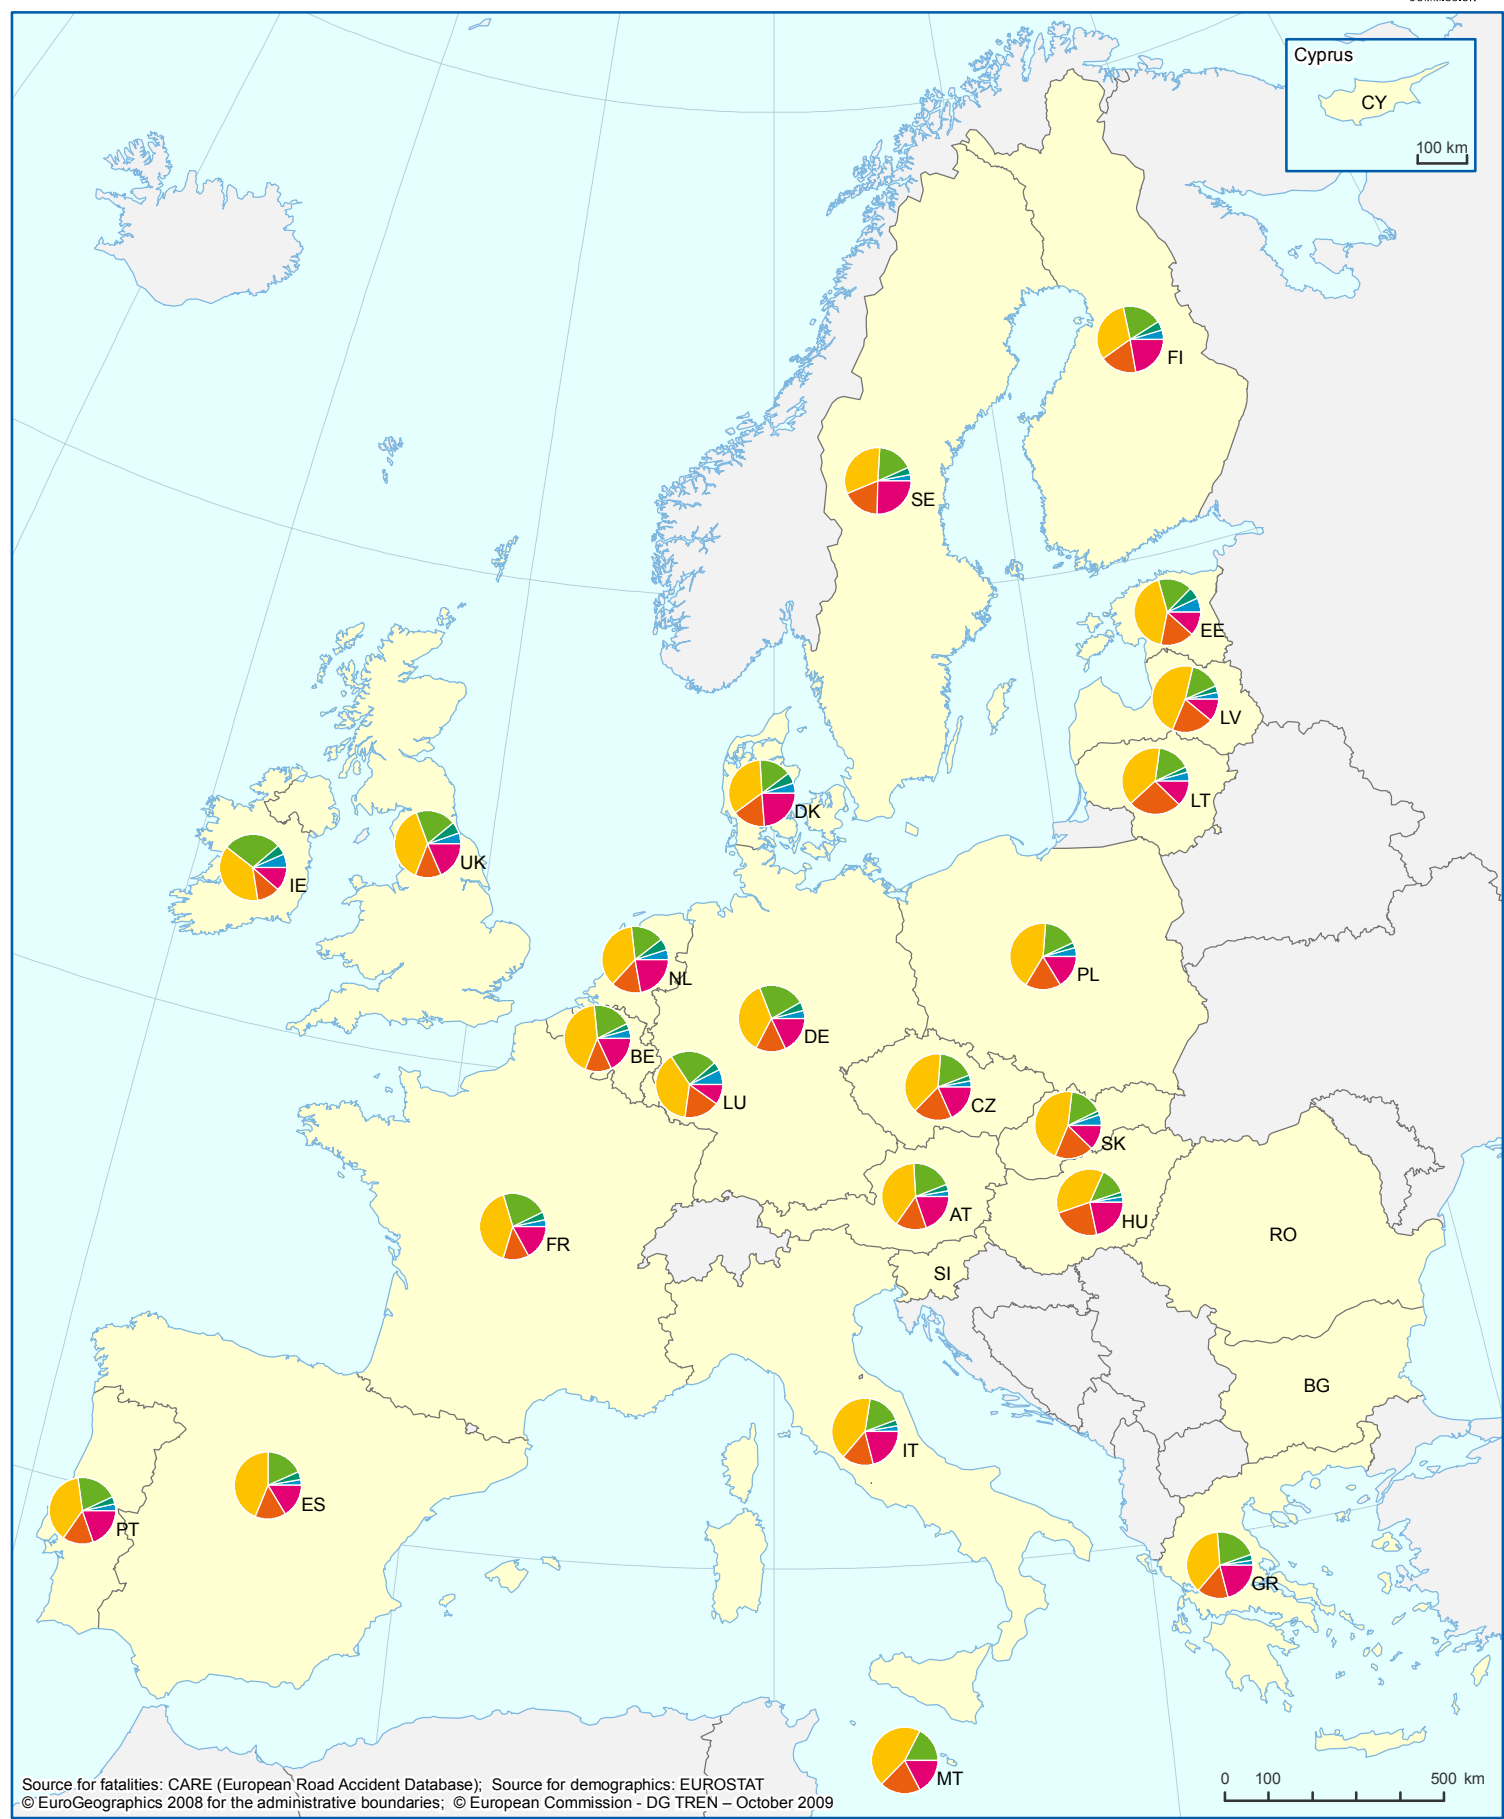 Cyprus
CY
100 km
FI
SE
EE
LV
LT
DK
UK
IE
NL
PL
DE
BE
LU
CZ
SK
AT
HU
FR
RO
SI
BG
IT
ES
PT
GR
MT
Source for fatalities: CARE (European Road Accident Database); Source for demographics: EUROSTAT
© EuroGeographics 2008 for the administrative boundaries; © European Commission - DG TREN – October 2009
0 100 500 km